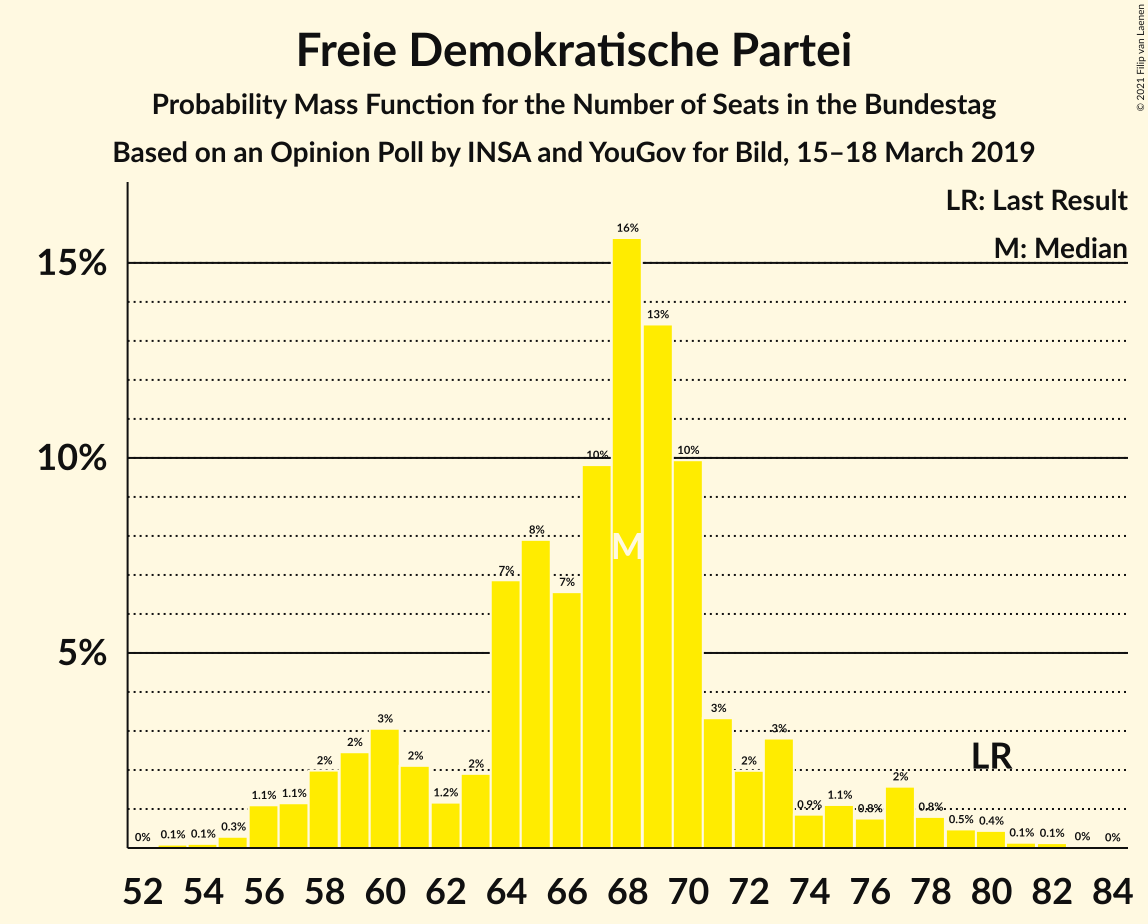 Freie Demokratische Partei
Probability Mass Function for the Number of Seats in the Bundestag
Based on an Opinion Poll by INSA and YouGov for Bild, 15–18 March 2019
© 2021 Filip van Laenen
LR: Last Result
M: Median
15%
10%
5%
0% 0.1% 0.1% 0.3% 1.1% 1.1% 2% 2% 3% 2% 1.2% 2% 7% 8% 7% 10% 16% 13% 10% 3% 2% 3% 0.9% 1.1% 0.8% 2% 0.8% 0.5% 0.4% 0.1% 0.1% 0% 0%
M
LR
52 54 56 58 60 62 64 66 68 70 72 74 76 78 80 82 84